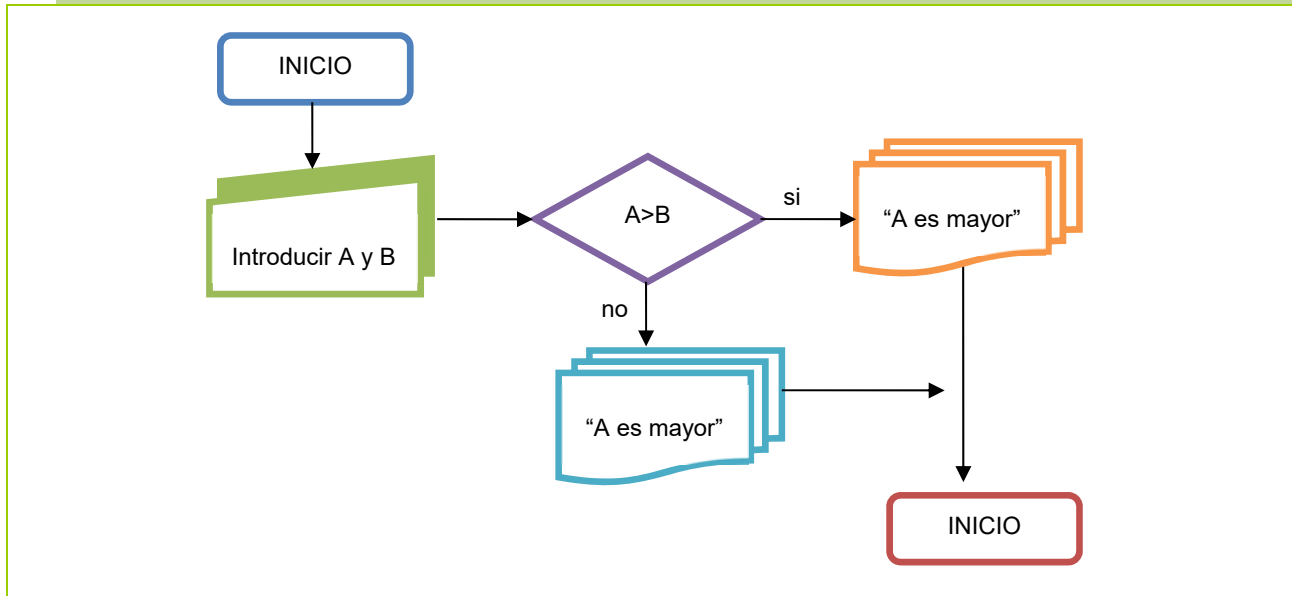 INICIO
Introducir A y B
A>B
si
“A es mayor”
no
“A es mayor”
INICIO